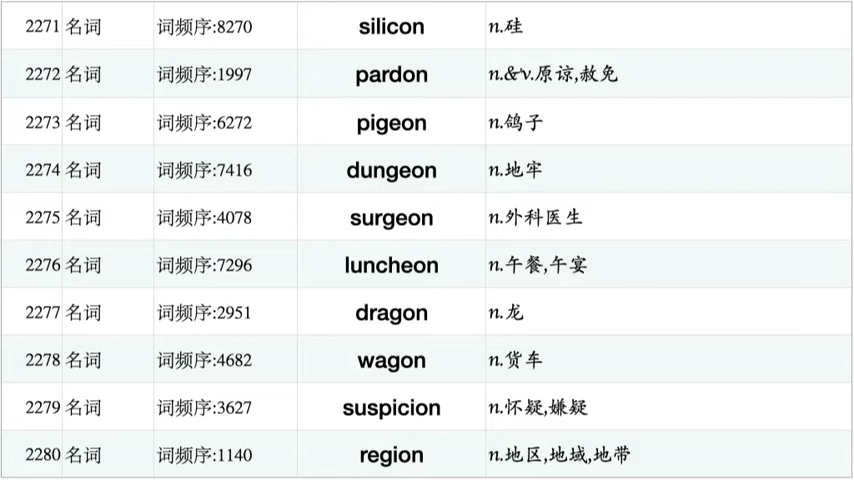 2271 名词 词频序:8270 silicon n.硅
2272 名词 词频序:1997 pardon n.&v.原谅,赦免
2273 名词 词频序:6272 pigeon n.鸽子
2274 名词 词频序:7416 dungeon n.地牢
2275 名词 词频序:4078 surgeon n.外科医生
2276 名词 词频序:7296 luncheon n.午餐,午宴
2277 名词 词频序:2951 dragon n.龙
2278 名词 词频序:4682 wagon n.货车
2279 名词 词频序:3627 suspicion n.怀疑,嫌疑
2280 名词 词频序:1140 region n.地区,地域,地带